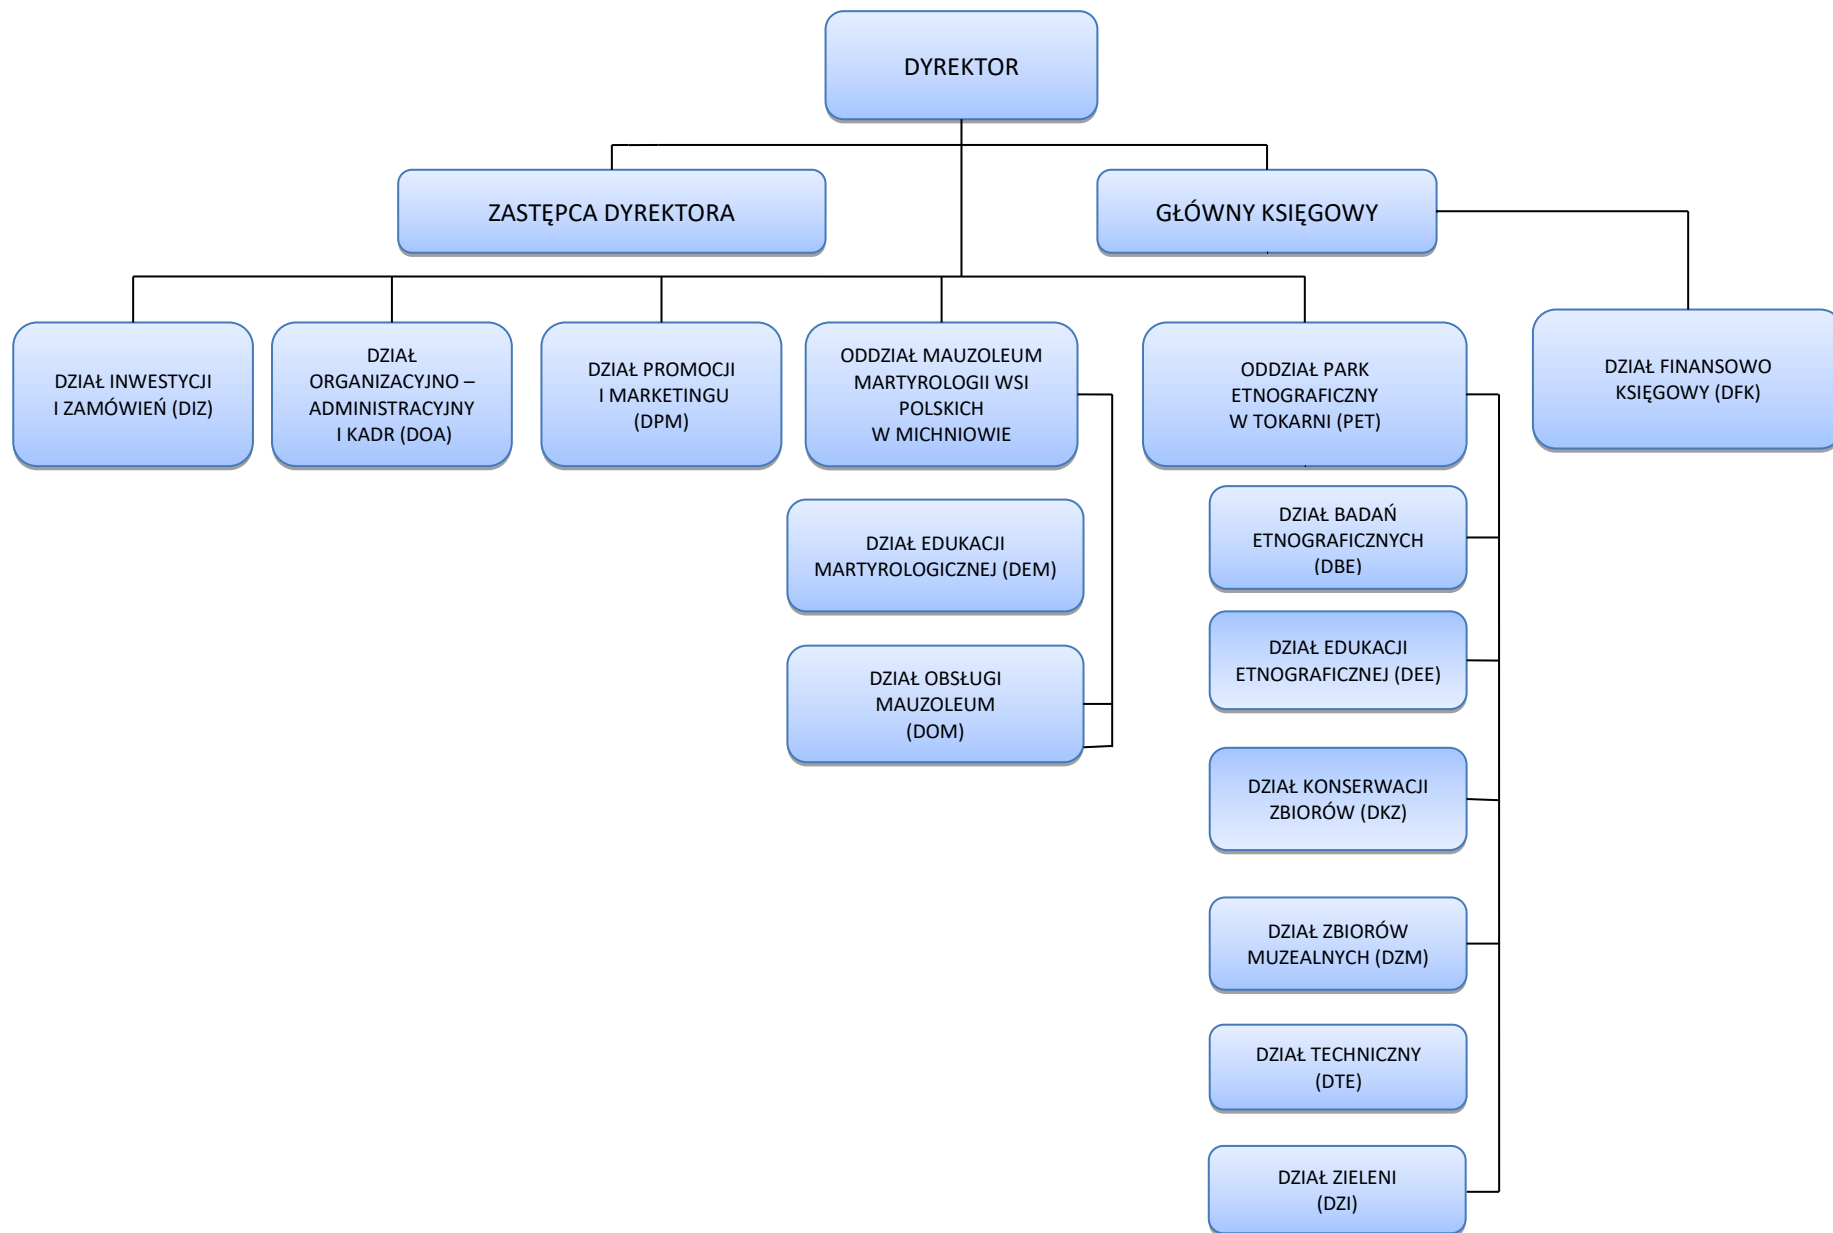 DYREKTOR
ZASTĘPCA DYREKTORA
GŁÓWNY KSIĘGOWY
DZIAŁ INWESTYCJI
I ZAMÓWIEŃ (DIZ)
DZIAŁ
ORGANIZACYJNO –
ADMINISTRACYJNY
I KADR (DOA)
DZIAŁ PROMOCJI
I MARKETINGU
(DPM)
ODDZIAŁ MAUZOLEUM
MARTYROLOGII WSI
POLSKICH
W MICHNIOWIE
ODDZIAŁ PARK
ETNOGRAFICZNY
W TOKARNI (PET)
DZIAŁ FINANSOWO
KSIĘGOWY (DFK)
DZIAŁ EDUKACJI
MARTYROLOGICZNEJ (DEM)
DZIAŁ OBSŁUGI
MAUZOLEUM
(DOM)
DZIAŁ BADAŃ
ETNOGRAFICZNYCH
(DBE)
DZIAŁ EDUKACJI
ETNOGRAFICZNEJ (DEE)
DZIAŁ KONSERWACJI
ZBIORÓW (DKZ)
DZIAŁ ZBIORÓW
MUZEALNYCH (DZM)
DZIAŁ TECHNICZNY
(DTE)
DZIAŁ ZIELENI
(DZI)